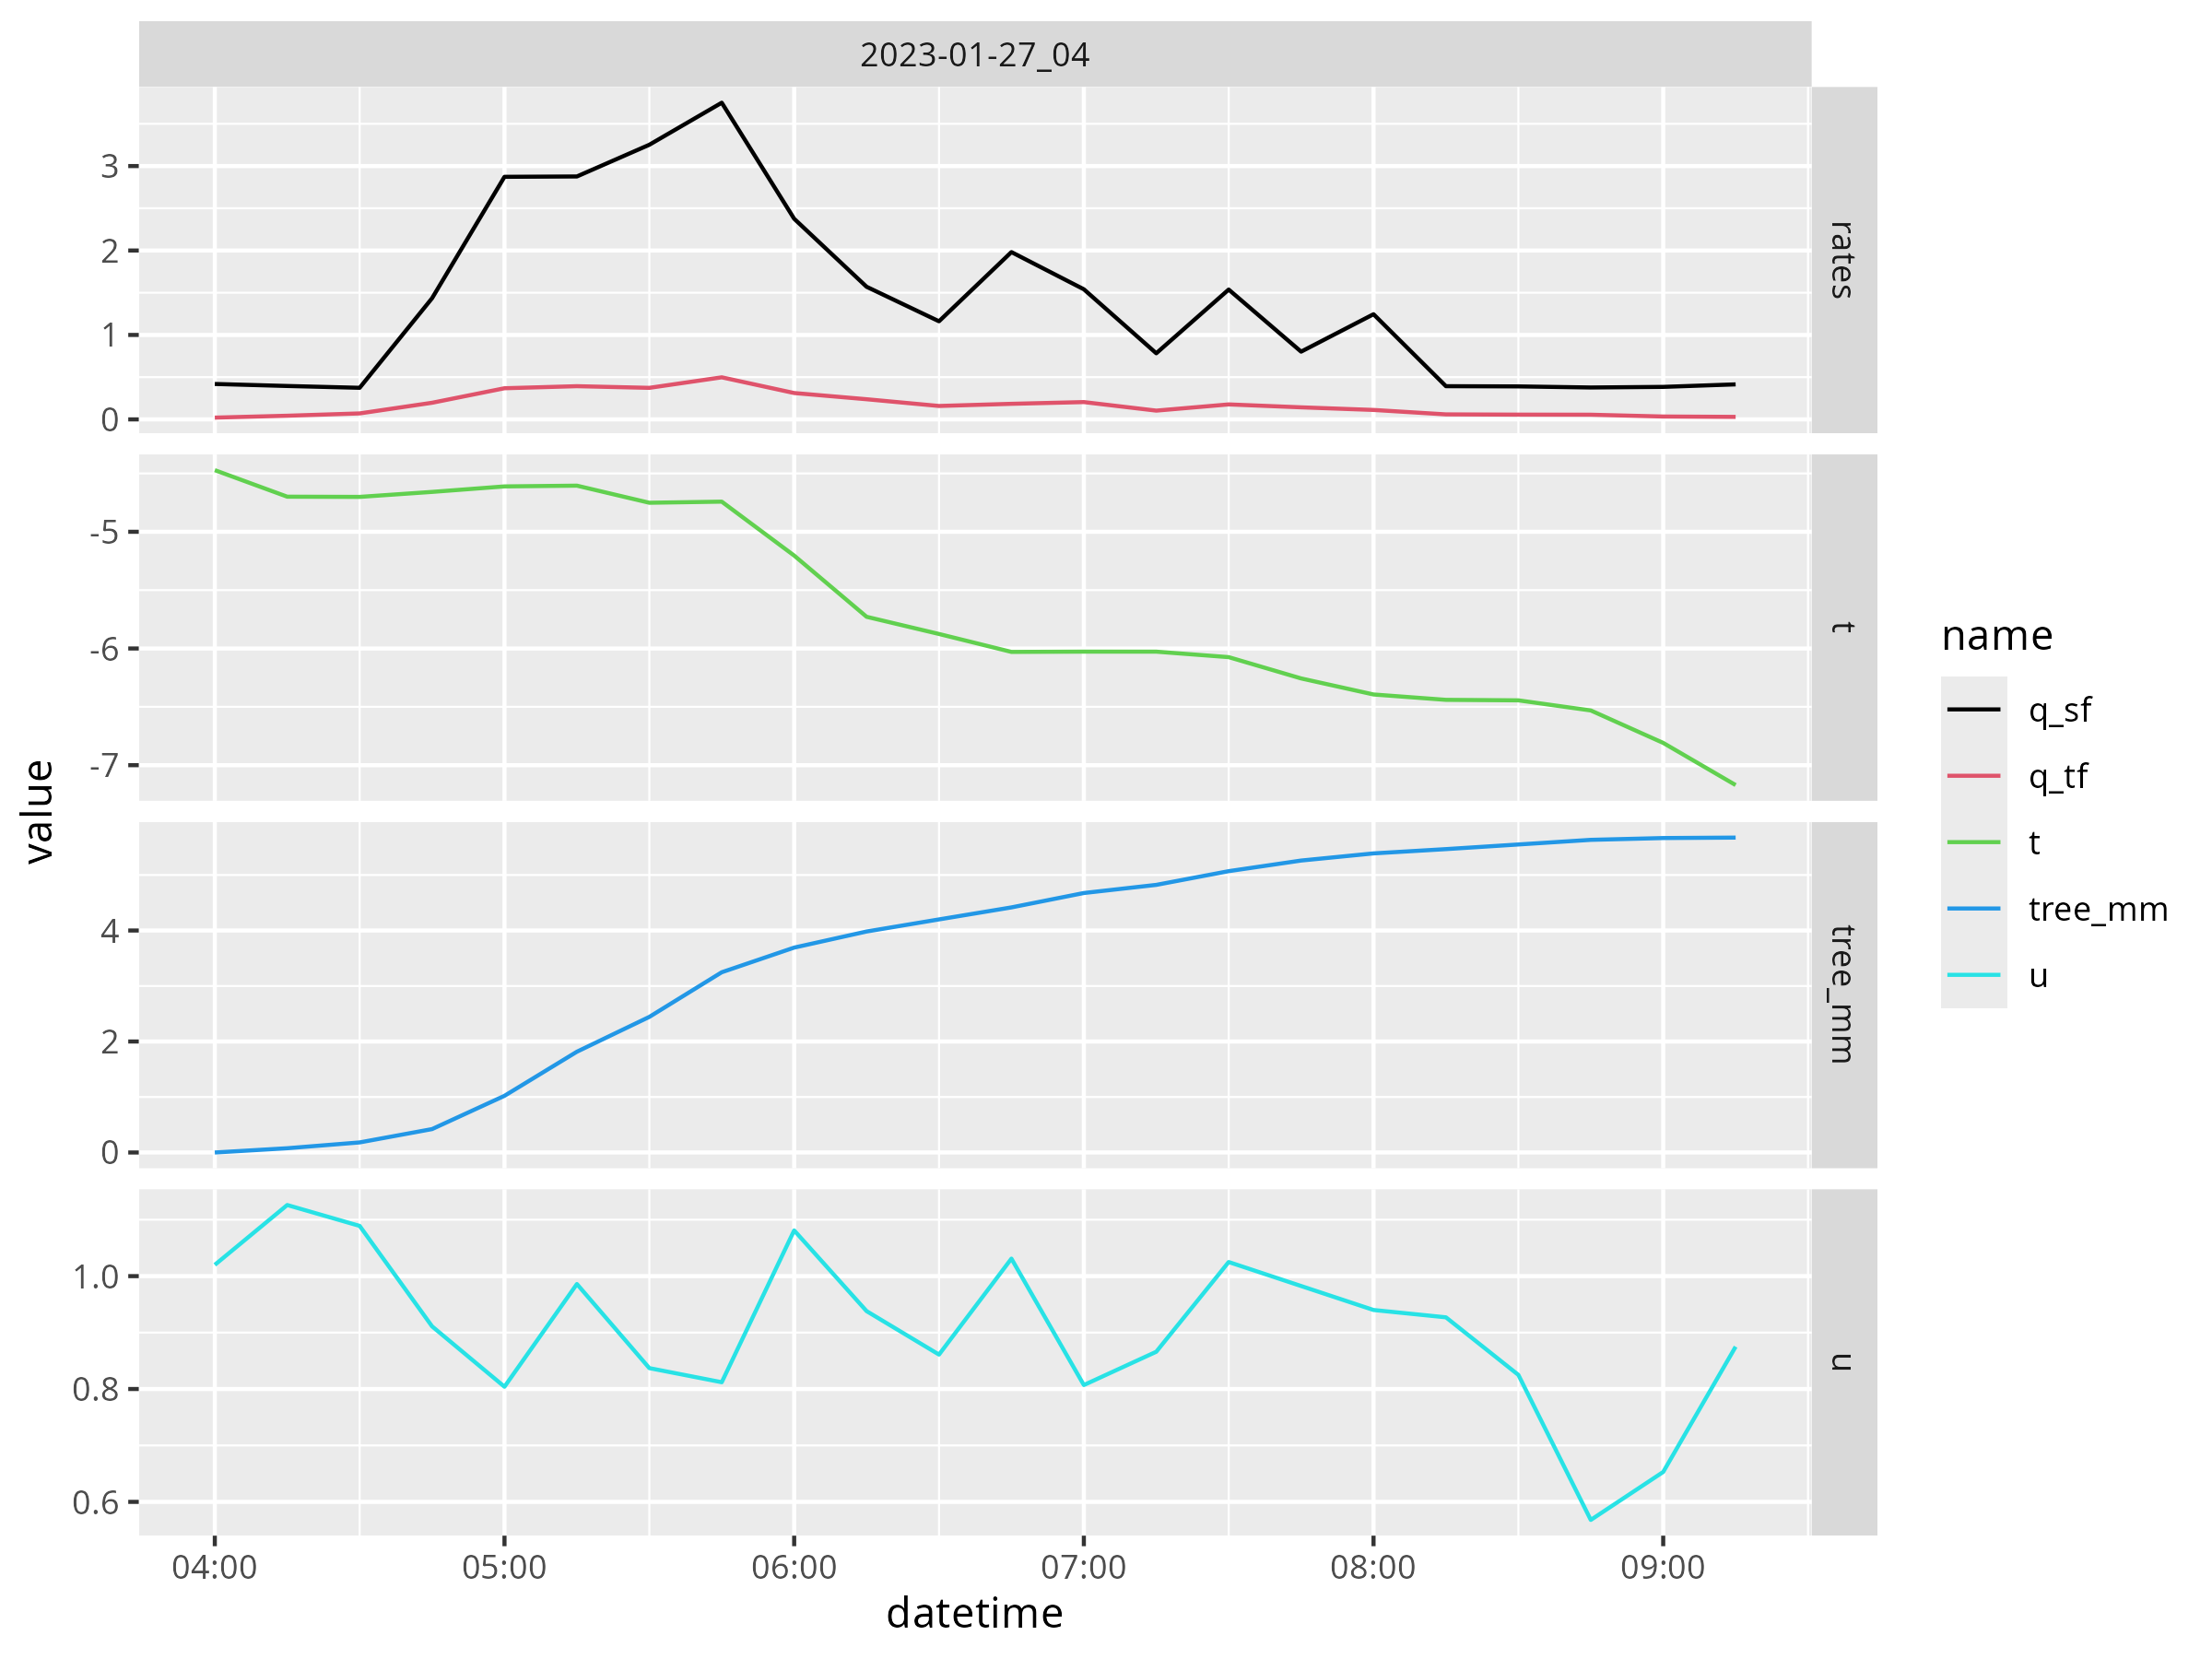 2023-01-27_04
3
2
1
0
rates
-5
-6
-7
t
4
2
0
tree_mm
1.0
0.8
0.6
u
04:00 05:00 06:00 07:00 08:00 09:00
datetime
value
name
q_sf
q_tf
t
tree_mm
u